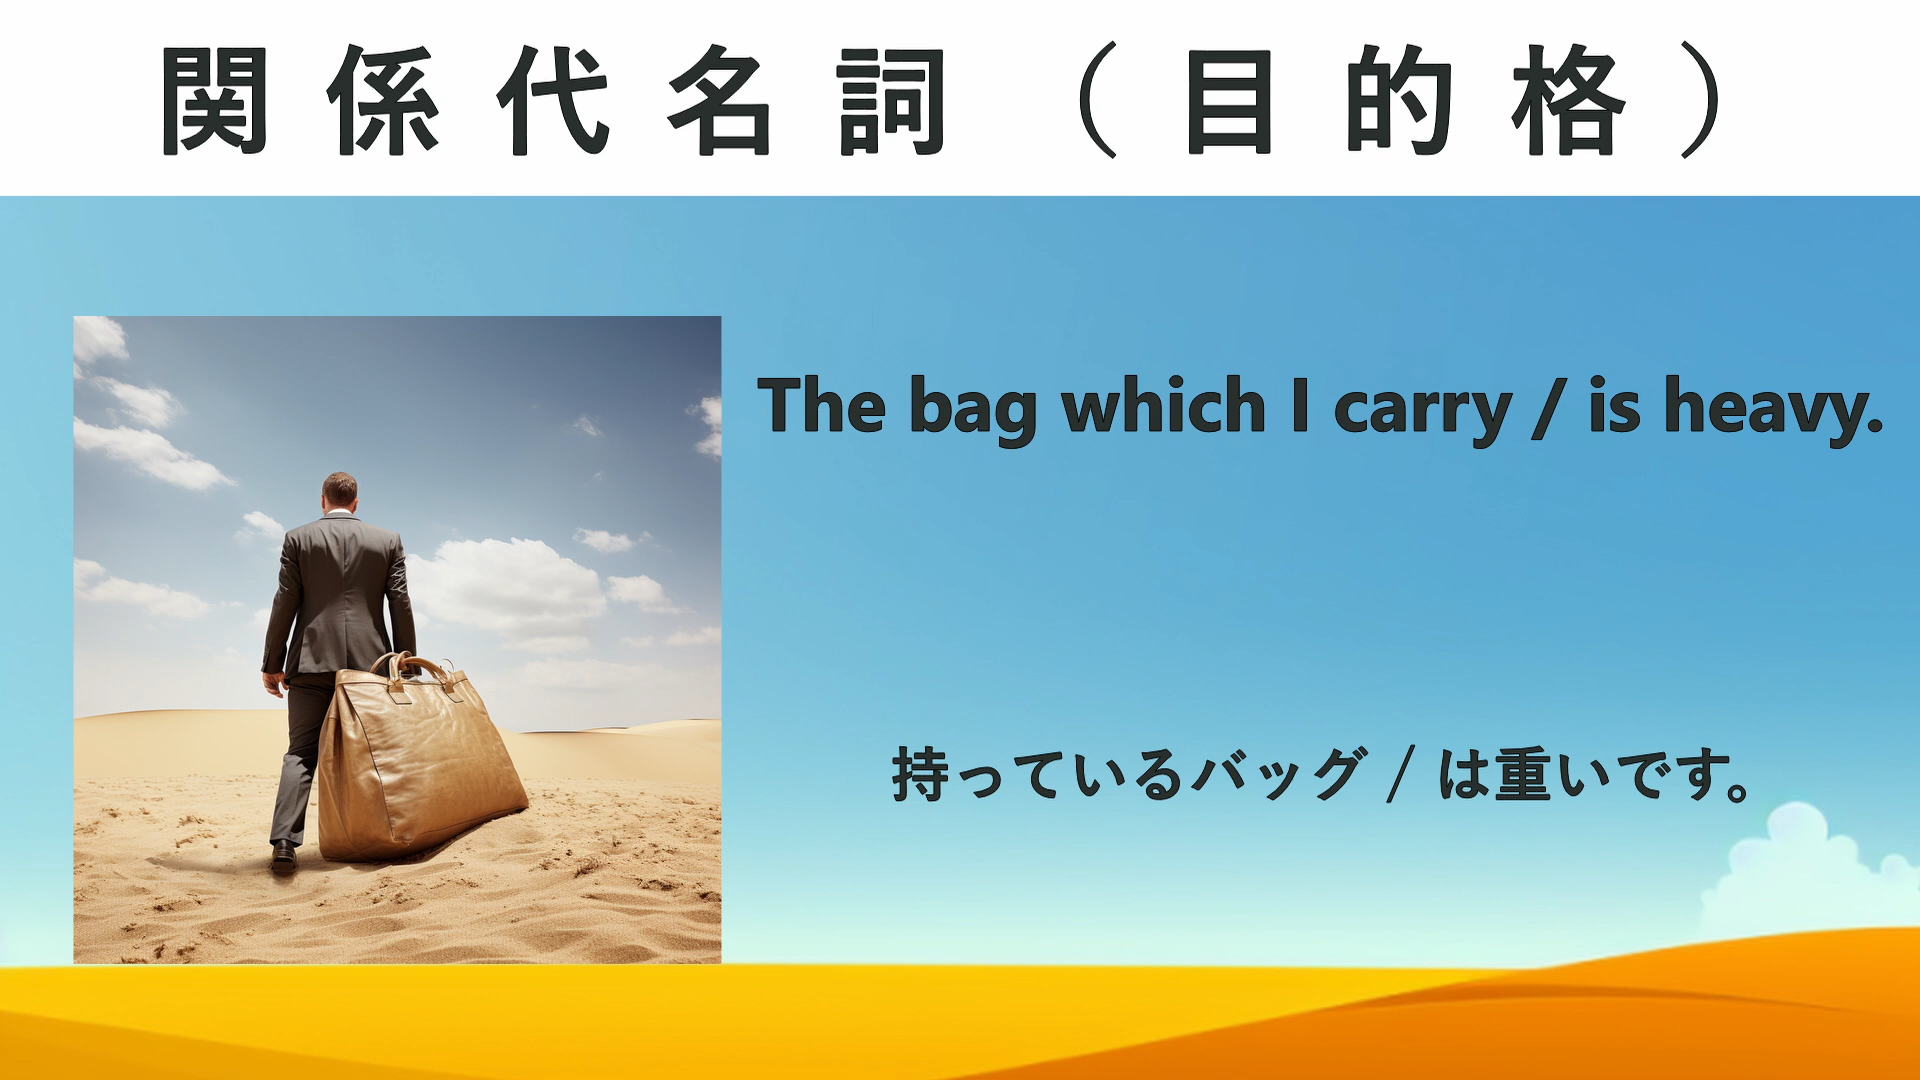 関係代名詞（目的格）
The bag which I carry / is heavy.
持っているバッグ / は重いです。